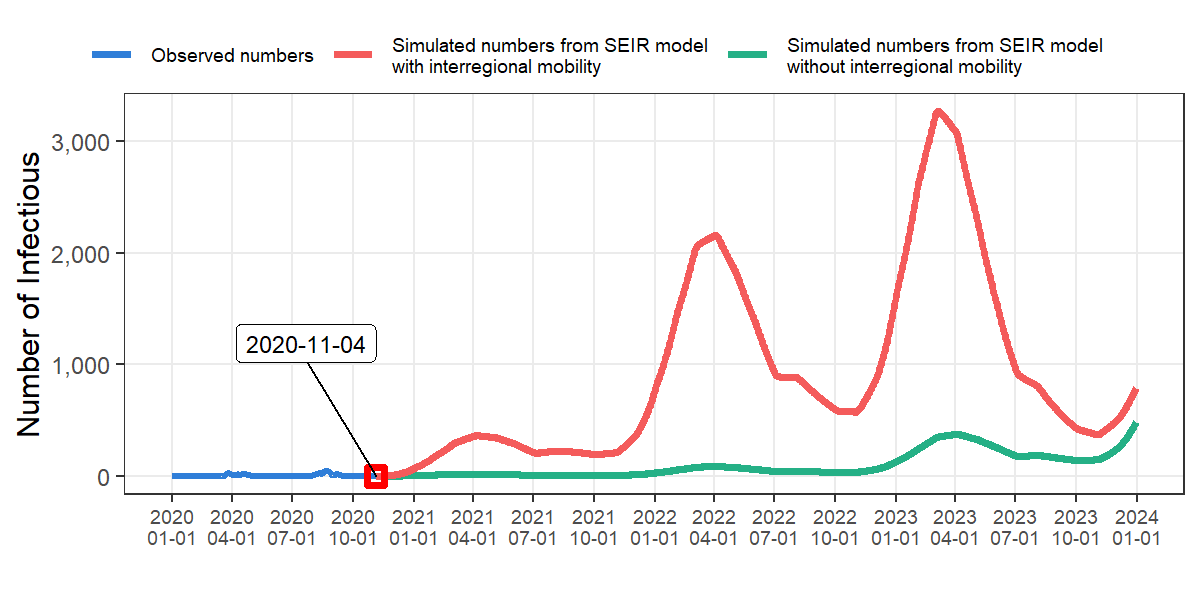 Observed numbers
Simulated numbers from SEIR model
with interregional mobility
Simulated numbers from SEIR model
without interregional mobility
Number of Infectious
3,000
2,000
1,000
0
2020-11-04
2020 2020 2020 2020 2021 2021 2021 2021 2022 2022 2022 2022 2023 2023 2023 2023 2024
01-01 04-01 07-01 10-01 01-01 04-01 07-01 10-01 01-01 04-01 07-01 10-01 01-01 04-01 07-01 10-01 01-01